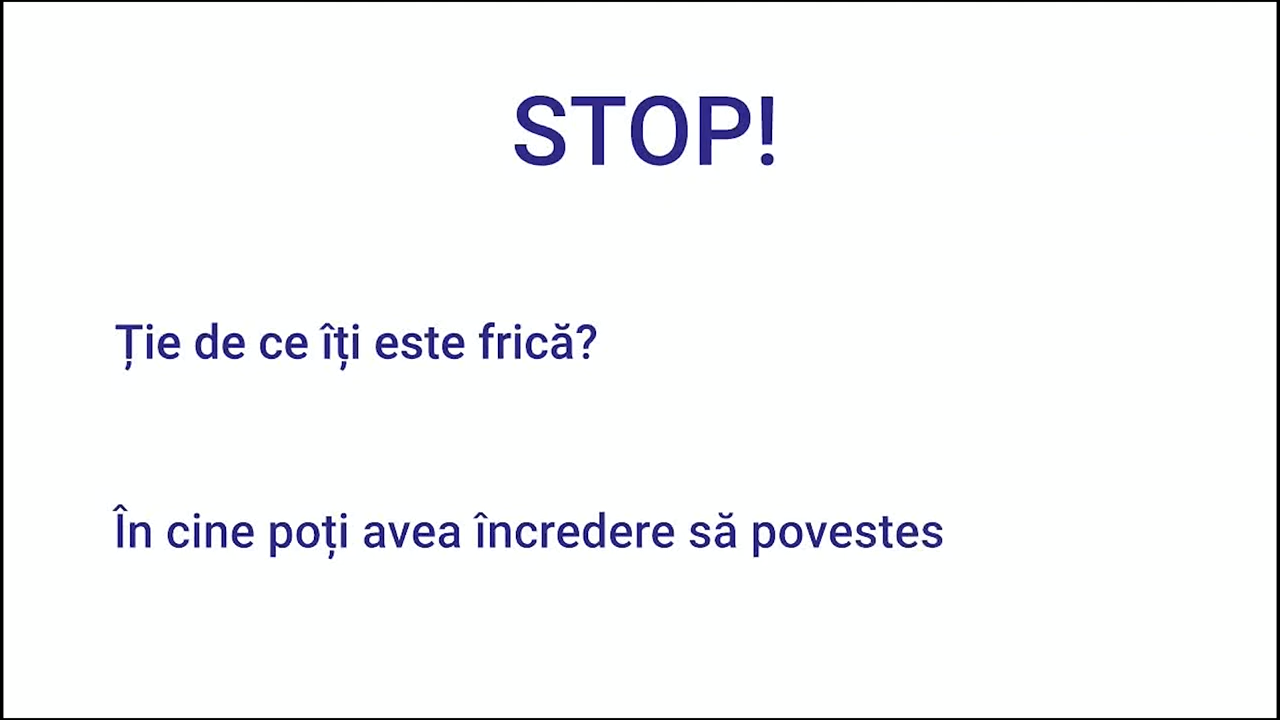 STOP!
Ție de ce îți este frică?
În cine poți avea încredere să povestes